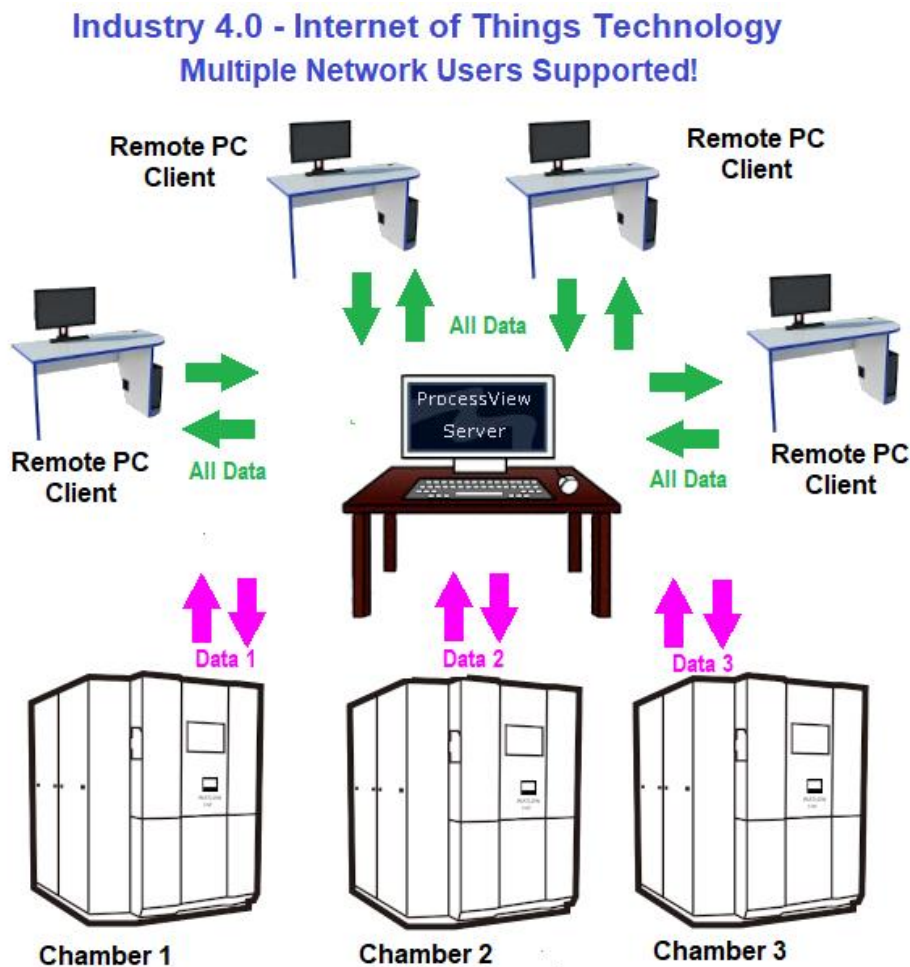 Industry 4.0 - Internet of Things Technology
Multiple Network Users Supported!
Remote PC
Client
Remote PC
Client
All Data
ProcessView
Server
Remote PC
Client
All Data
All Data
Remote PC
Client
Data 1
Data 2
Data 3
Chamber 1
Chamber 2
Chamber 3